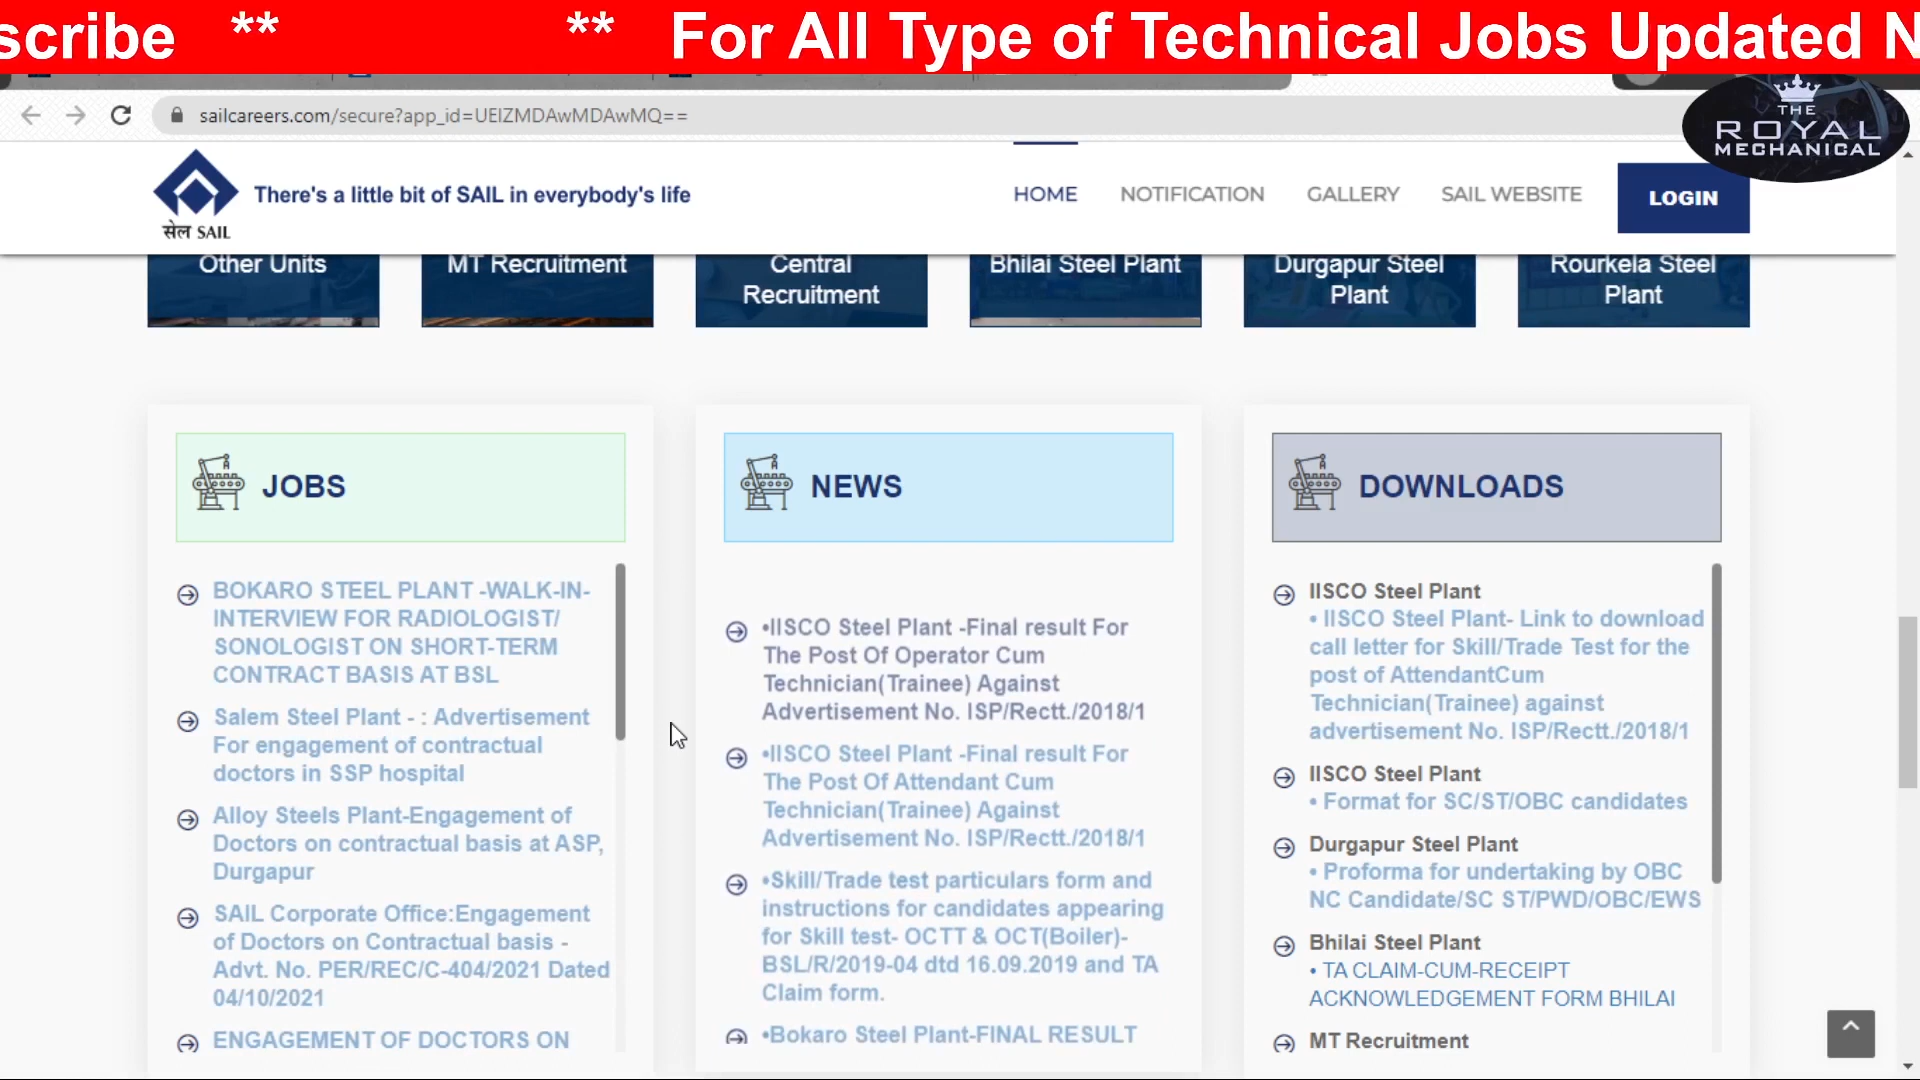 scribe ** ** For All Type of Technical Jobs Updated N
sailcareers.com/secure?app_id=UElZMDAwMDAwMQ==
THE
ROYAL
MECHANICAL
There's a little bit of SAIL in everybody's life
सेल SAIL
HOME
NOTIFICATION
GALLERY
SAIL WEBSITE
LOGIN
Other Units
MT Recruitment
Central
Recruitment
Bhilai Steel Plant
Durgapur Steel
Plant
Rourkela Steel
Plant
JOBS
BOKARO STEEL PLANT -WALK-IN-
INTERVIEW FOR RADIOLOGIST/
SONOLOGIST ON SHORT-TERM
CONTRACT BASIS AT BSL
Salem Steel Plant - : Advertisement
For engagement of contractual
doctors in SSP hospital
Alloy Steels Plant-Engagement of
Doctors on contractual basis at ASP,
Durgapur
SAIL Corporate Office:Engagement
of Doctors on Contractual basis -
Advt. No. PER/REC/C-404/2021 Dated
04/10/2021
ENGAGEMENT OF DOCTORS ON
NEWS
•IISCO Steel Plant -Final result For
The Post Of Operator Cum
Technician(Trainee) Against
Advertisement No. ISP/Rectt./2018/1
•IISCO Steel Plant -Final result For
The Post Of Attendant Cum
Technician(Trainee) Against
Advertisement No. ISP/Rectt./2018/1
•Skill/Trade test particulars form and
instructions for candidates appearing
for Skill test- OCTT & OCT(Boiler)-
BSL/R/2019-04 dtd 16.09.2019 and TA
Claim form.
•Bokaro Steel Plant-FINAL RESULT
DOWNLOADS
IISCO Steel Plant
• IISCO Steel Plant- Link to download
call letter for Skill/Trade Test for the
post of AttendantCum
Technician(Trainee) against
advertisement No. ISP/Rectt./2018/1
IISCO Steel Plant
• Format for SC/ST/OBC candidates
Durgapur Steel Plant
• Proforma for undertaking by OBC
NC Candidate/SC ST/PWD/OBC/EWS
Bhilai Steel Plant
• TA CLAIM-CUM-RECEIPT
ACKNOWLEDGEMENT FORM BHILAI
MT Recruitment